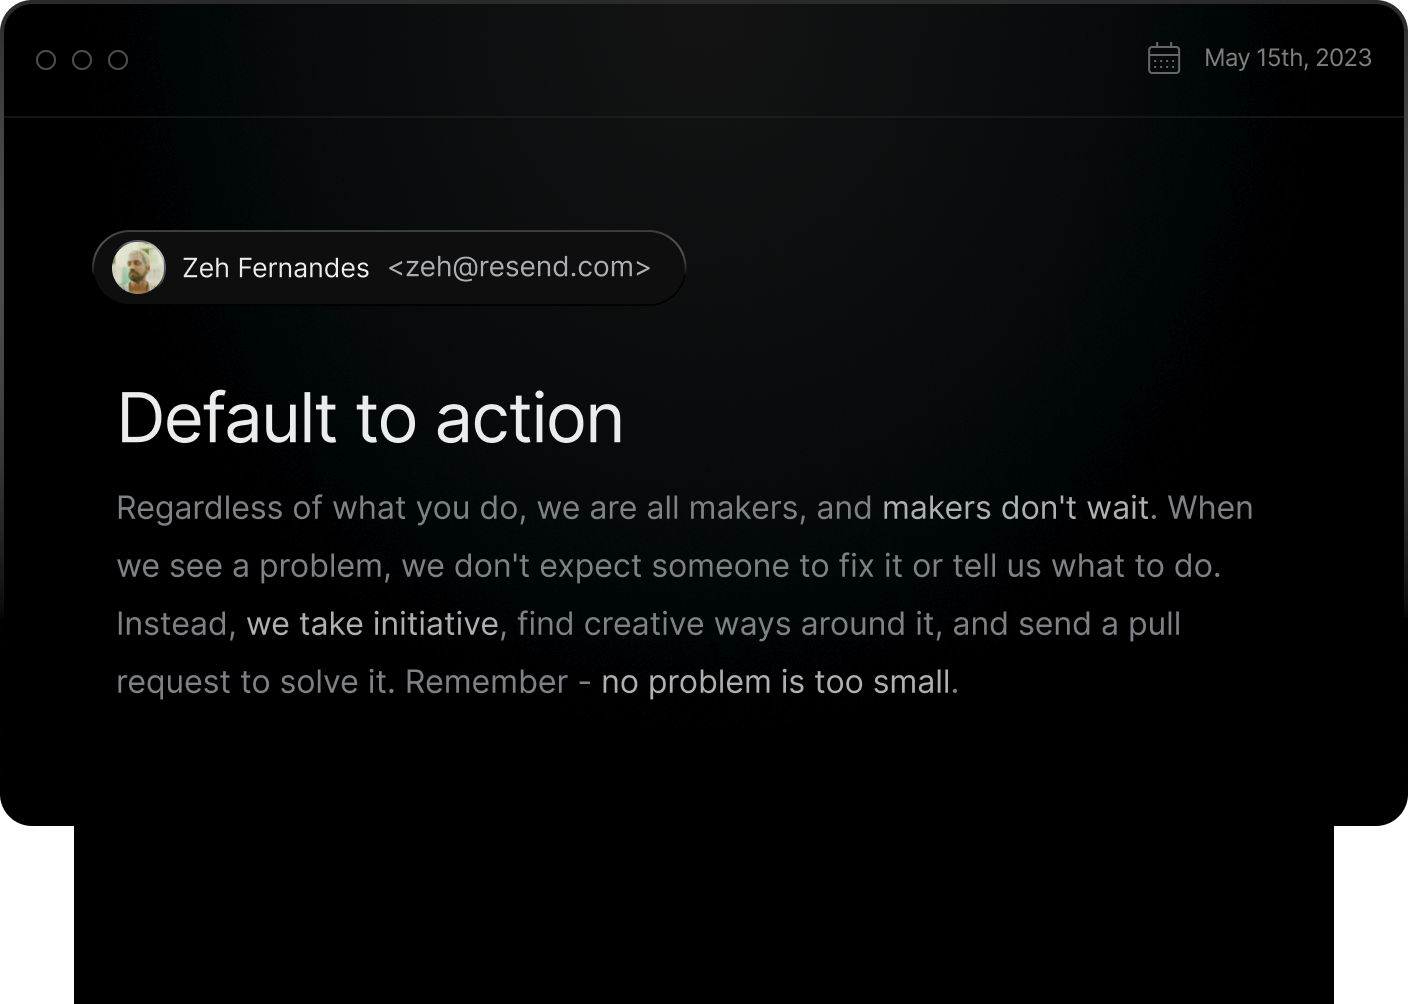 May 15th, 2023
Zeh Fernandes <zeh@resend.com>
Default to action
Regardless of what you do, we are all makers, and makers don't wait. When
we see a problem, we don't expect someone to fix it or tell us what to do.
Instead, we take initiative, find creative ways around it, and send a pull
request to solve it. Remember - no problem is too small.